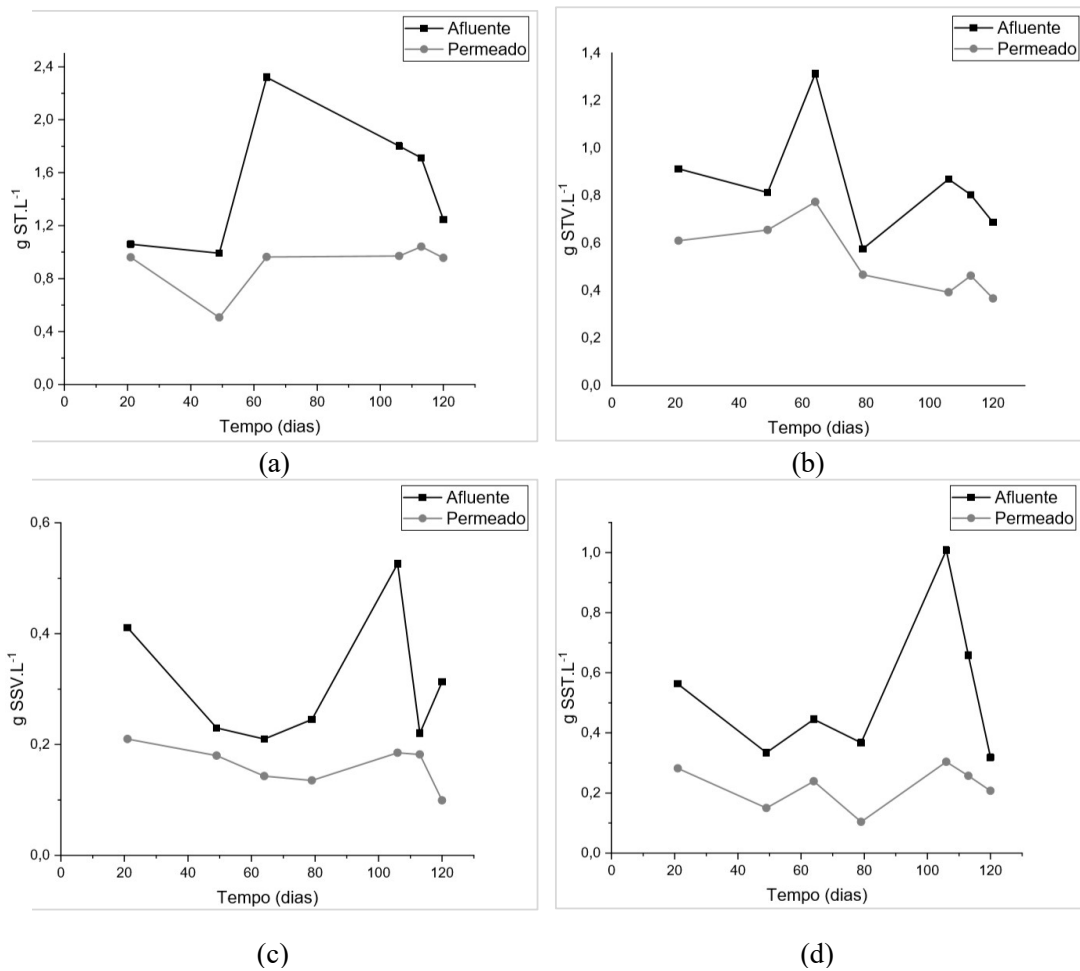 Afluente
Permeado
2,4
2,0
1,6
1,2
0,8
0,4
0,0
g ST.L⁻¹
0 20 40 60 80 100 120
Tempo (dias)
(a)
Afluente
Permeado
1,4
1,2
1,0
0,8
0,6
0,4
0,2
0,0
g STV.L⁻¹
0 20 40 60 80 100 120
Tempo (dias)
(b)
Afluente
Permeado
0,6
0,4
0,2
0,0
g SSV.L⁻¹
0 20 40 60 80 100 120
Tempo (dias)
(c)
Afluente
Permeado
1,0
0,8
0,6
0,4
0,2
0,0
g SST.L⁻¹
0 20 40 60 80 100 120
Tempo (dias)
(d)